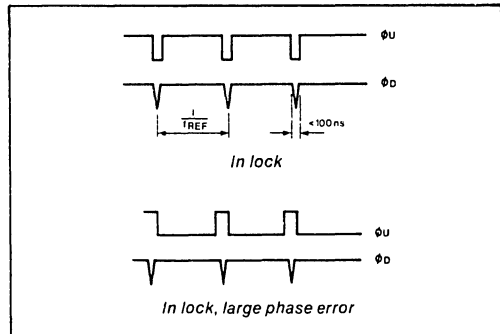 ϕU
ϕD
1
fREF
<100ns
In lock
ϕU
ϕD
In lock, large phase error